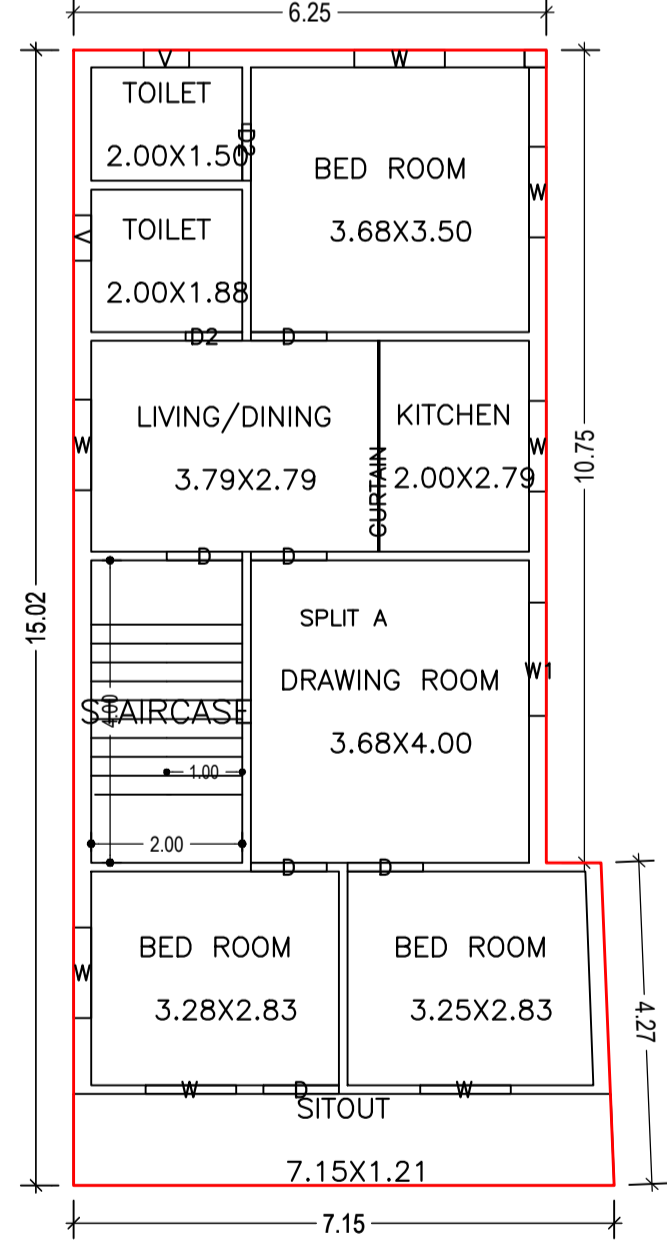 6.25
V
W
TOILET
2.00X1.50
D2
BED ROOM
3.68X3.50
W
TOILET
2.00X1.88
V
D2
D
LIVING/DINING
3.79X2.79
KITCHEN
2.00X2.79
CURTAIN
W
W
10.75
15.02
D
D
SPLIT A
DRAWING ROOM
3.68X4.00
W1
STAIRCASE
4.00
1.00
2.00
D
D
BED ROOM
3.28X2.83
BED ROOM
3.25X2.83
W
4.27
W
D
W
SITOUT
7.15X1.21
7.15